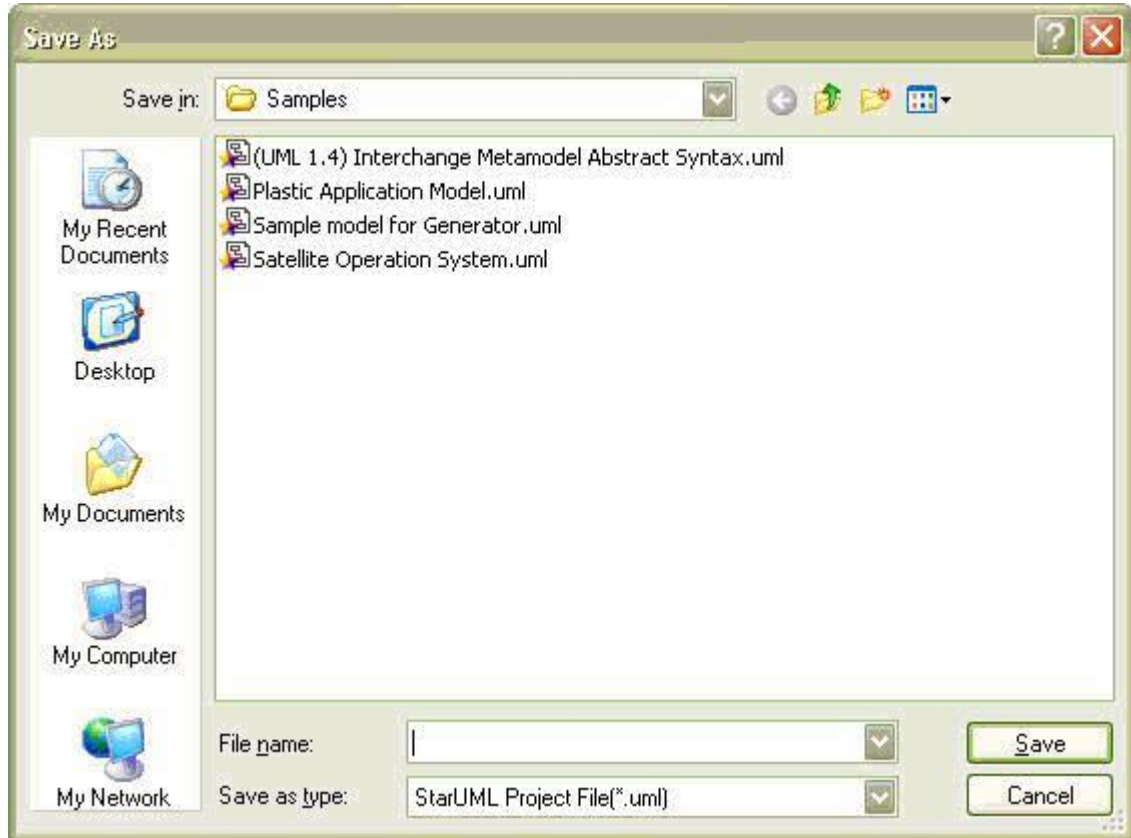 Save As
Save in: Samples
(UML 1.4) Interchange Metamodel Abstract Syntax.uml
Plastic Application Model.uml
Sample model for Generator.uml
Satellite Operation System.uml
My Recent
Documents
Desktop
My Documents
My Computer
My Network
File name:
Save
Save as type: StarUML Project File(*.uml)
Cancel